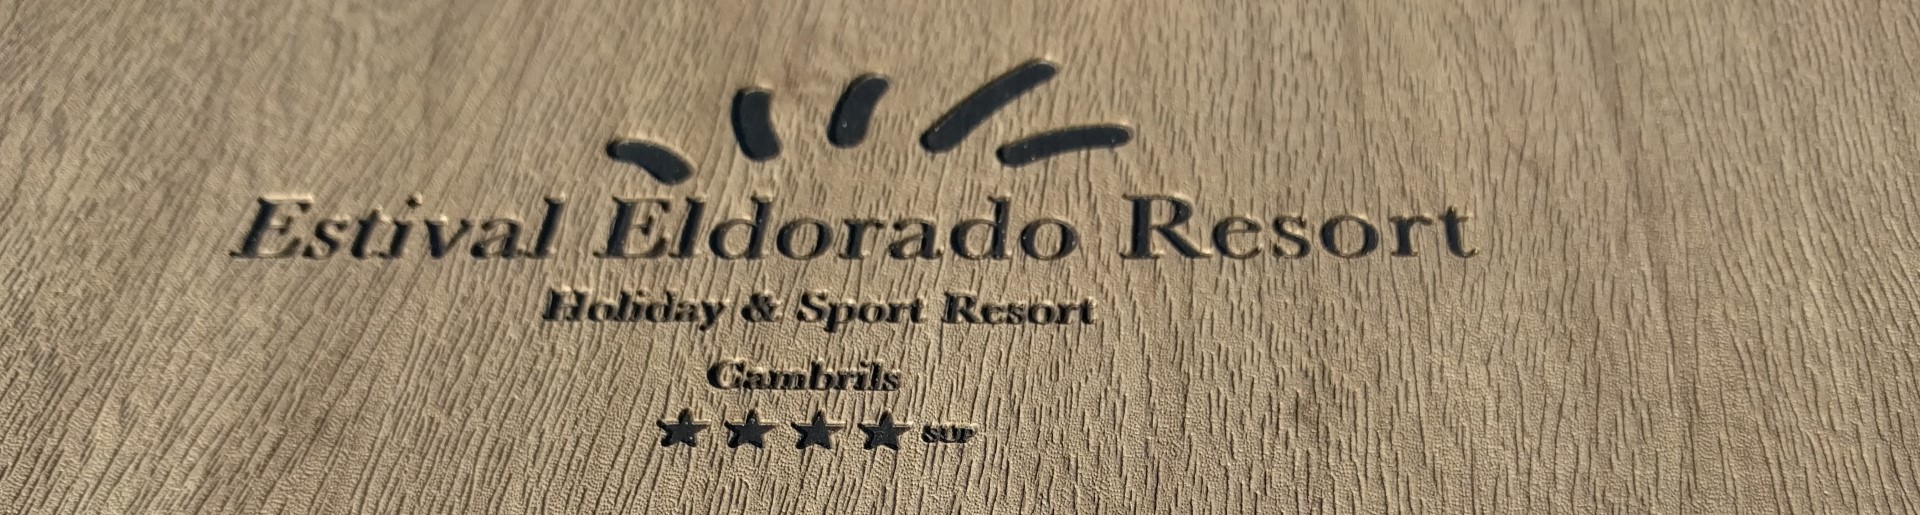 Estival Eldorado Resort
Holiday & Sport Resort
Cambrils
★★★★ SUP